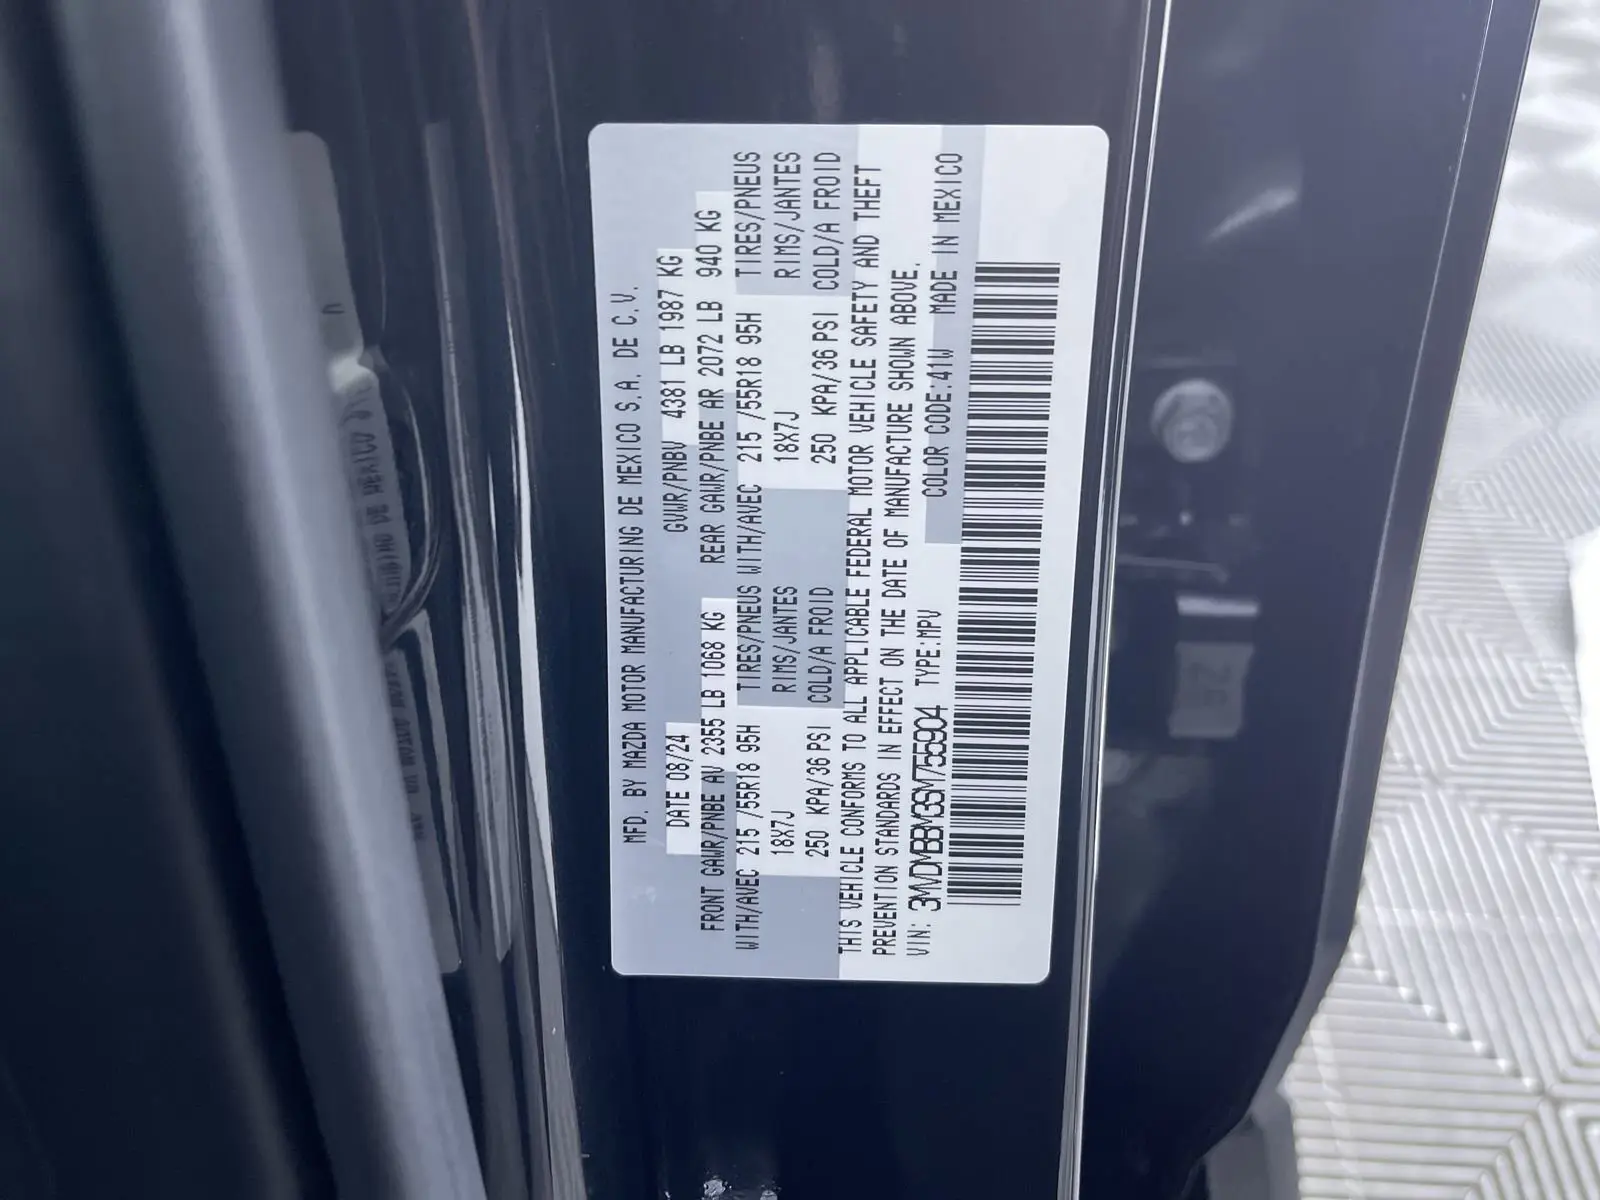 MFD. BY MAZDA MOTOR MANUFACTURING DE MEXICO S.A. DE C.V.
DATE 08/24 GVWR/PNBV 4381 LB 1987 KG
FRONT GAWR/PNBE AV 2355 LB 1068 KG REAR GAWR/PNBE AR 2072 LB 940 KG
WITH/AVEC 215 /55R18 95H TIRES/PNEUS WITH/AVEC 215 /55R18 95H TIRES/PNEUS
18X7J RIMS/JANTES 18X7J RIMS/JANTES
250 KPA/36 PSI COLD/A FROID 250 KPA/36 PSI COLD/A FROID
THIS VEHICLE CONFORMS TO ALL APPLICABLE FEDERAL MOTOR VEHICLE SAFETY AND THEFT
PREVENTION STANDARDS IN EFFECT ON THE DATE OF MANUFACTURE SHOWN ABOVE.
VIN: 3MVDMBBM3SM755904 TYPE:MPV COLOR CODE:41W MADE IN MEXICO